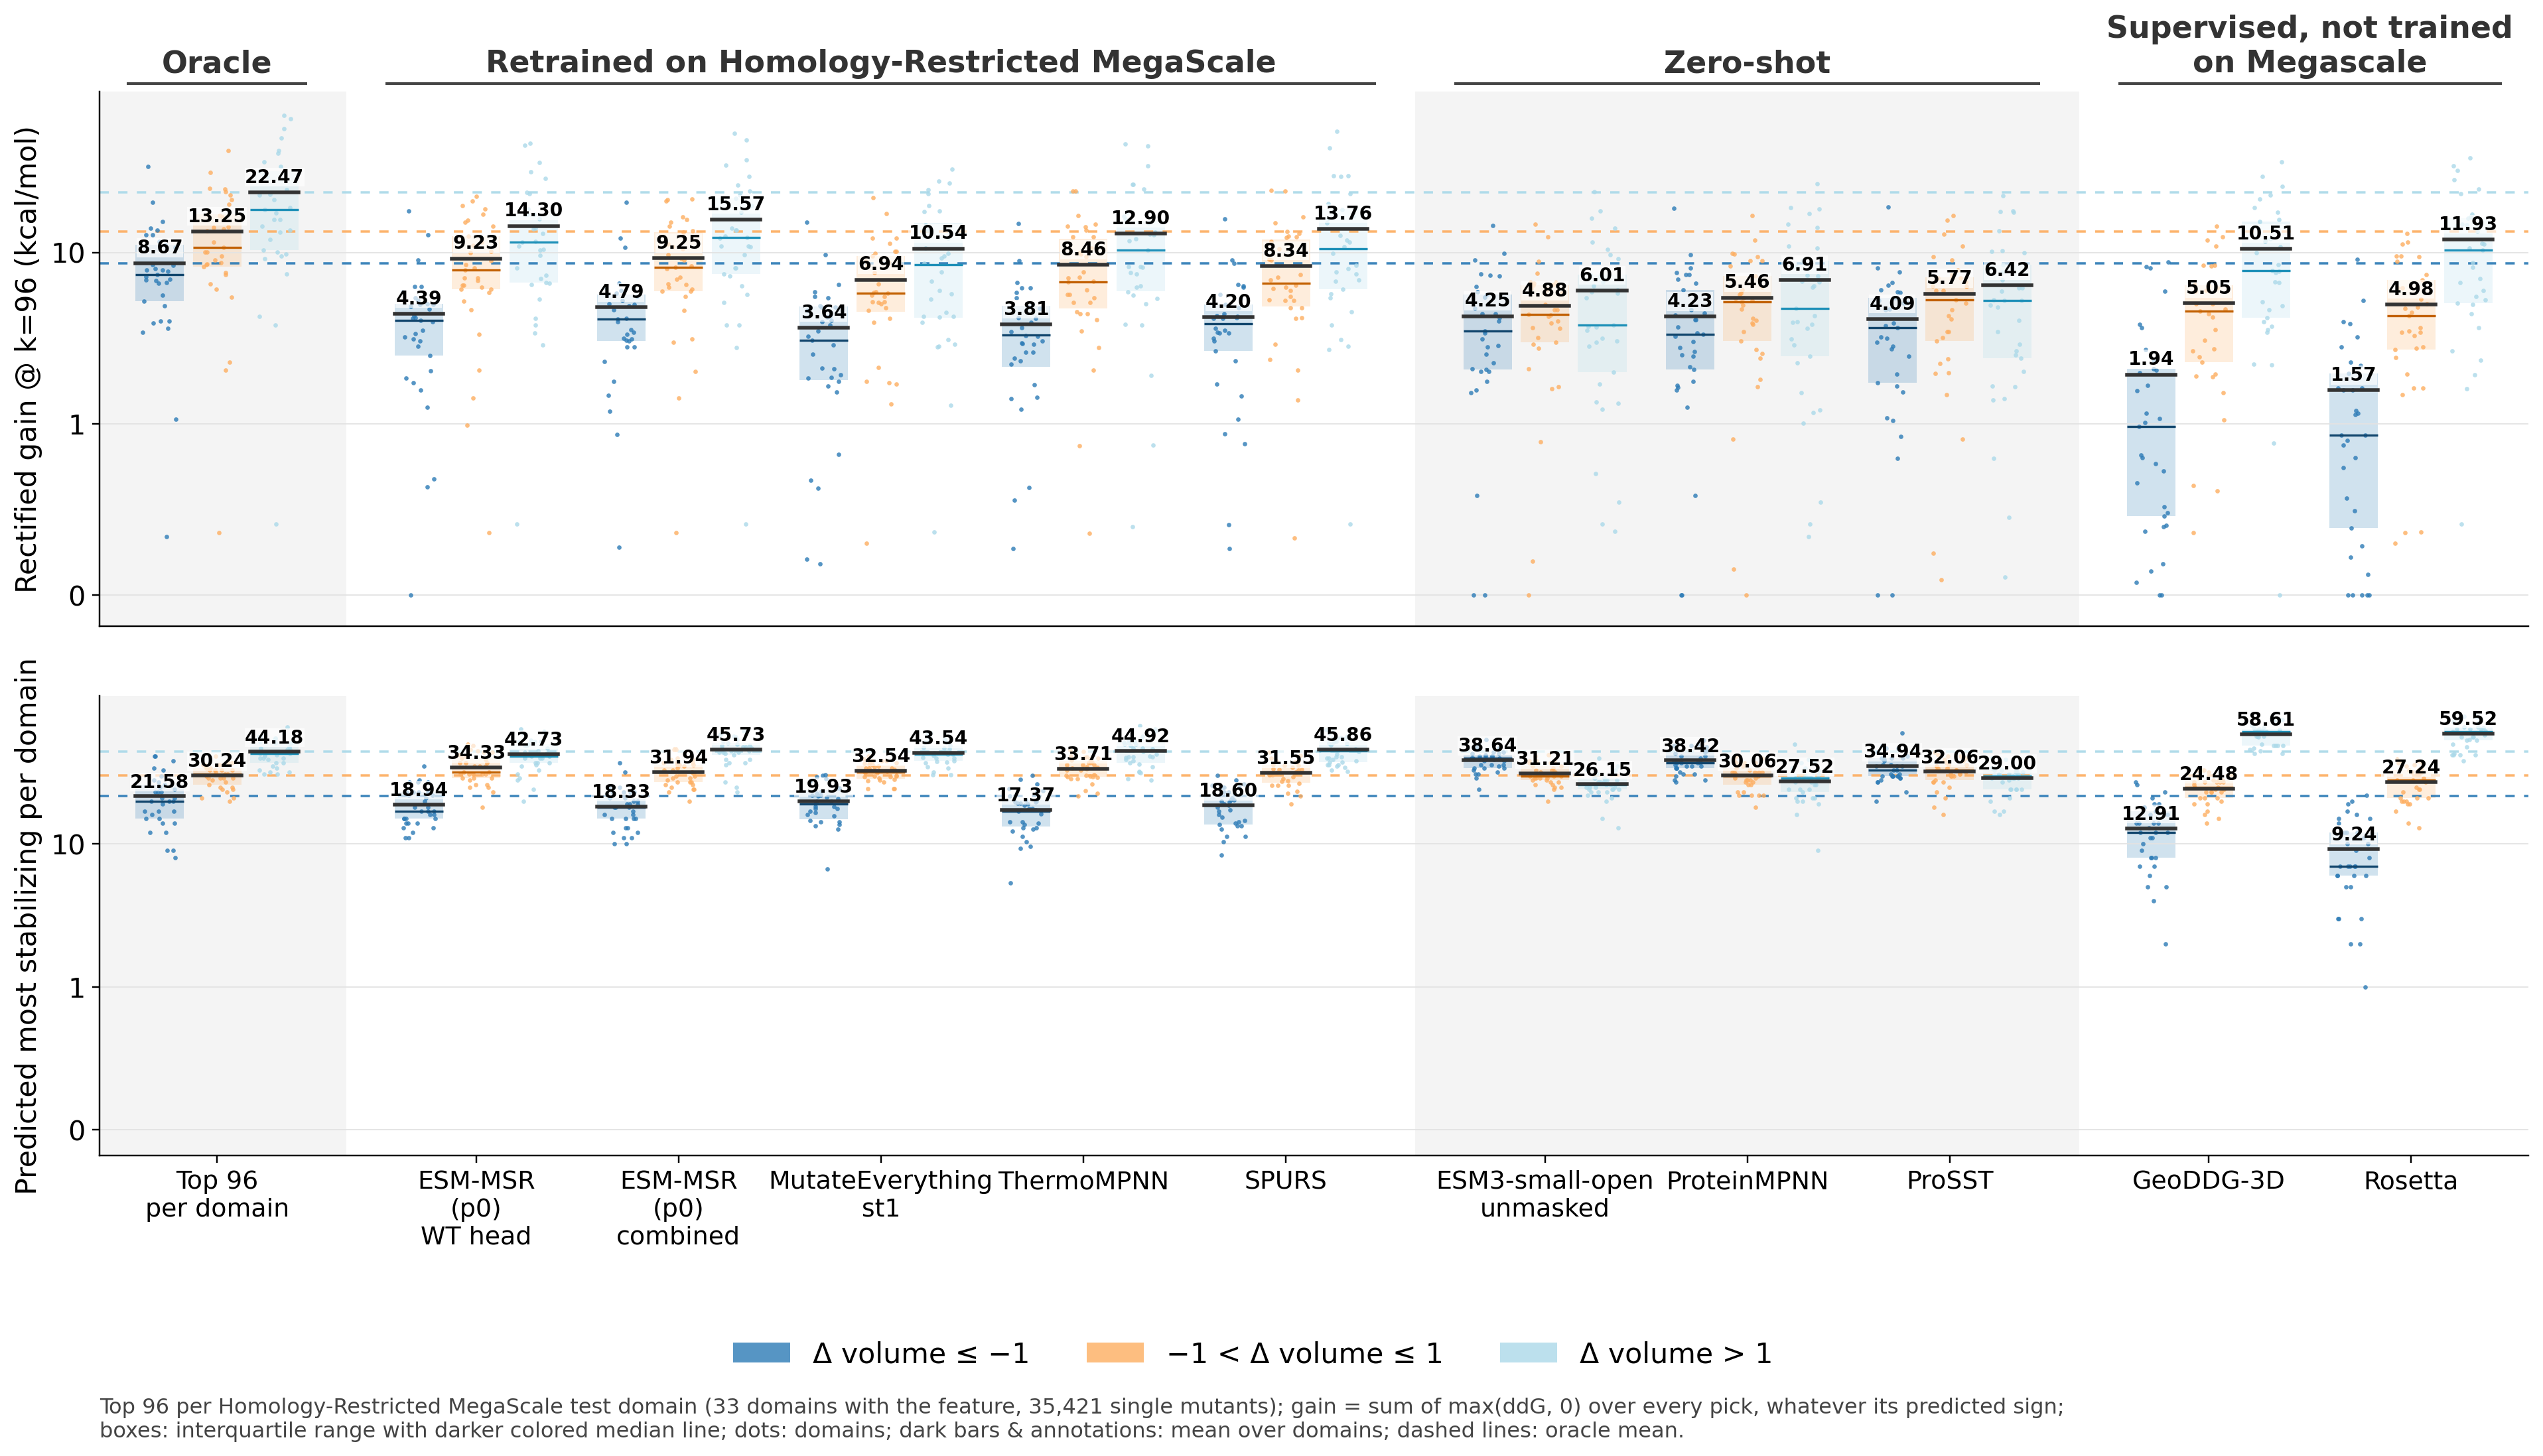 Oracle
Retrained on Homology-Restricted MegaScale
Zero-shot
Supervised, not trained
on Megascale
Rectified gain @ k=96 (kcal/mol)
10
1
0
8.67
13.25
22.47
4.39
9.23
14.30
4.79
9.25
15.57
3.64
6.94
10.54
3.81
8.46
12.90
4.20
8.34
13.76
4.25
4.88
6.01
4.23
5.46
6.91
4.09
5.77
6.42
1.94
5.05
10.51
1.57
4.98
11.93
Predicted most stabilizing per domain
10
1
0
21.58
30.24
44.18
18.94
34.33
42.73
18.33
31.94
45.73
19.93
32.54
43.54
17.37
33.71
44.92
18.60
31.55
45.86
38.64
31.21
26.15
38.42
30.06
27.52
34.94
32.06
29.00
12.91
24.48
58.61
9.24
27.24
59.52
Top 96
per domain
ESM-MSR
(p0)
WT head
ESM-MSR
(p0)
combined
MutateEverything
st1
ThermoMPNN
SPURS
ESM3-small-open
unmasked
ProteinMPNN
ProSST
GeoDDG-3D
Rosetta
Δ volume ≤ −1
−1 < Δ volume ≤ 1
Δ volume > 1
Top 96 per Homology-Restricted MegaScale test domain (33 domains with the feature, 35,421 single mutants); gain = sum of max(ddG, 0) over every pick, whatever its predicted sign;
boxes: interquartile range with darker colored median line; dots: domains; dark bars & annotations: mean over domains; dashed lines: oracle mean.